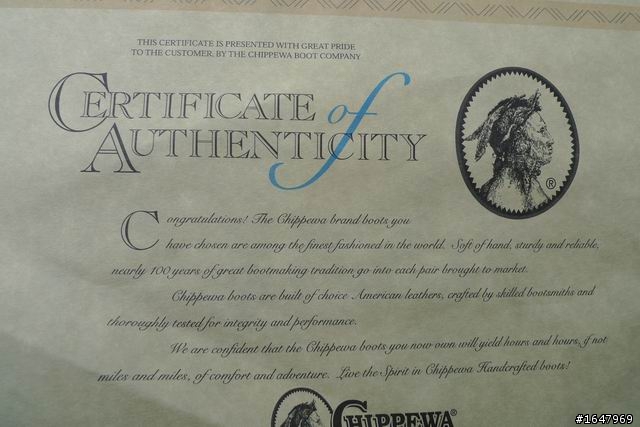 THIS CERTIFICATE IS PRESENTED WITH GREAT PRIDE
TO THE CUSTOMER, BY THE CHIPPEWA BOOT COMPANY
CERTIFICATE of
AUTHENTICITY
®
Congratulations! The Chippewa brand boots you
have chosen are among the finest fashioned in the world. Soft of hand, sturdy and reliable,
nearly 100 years of great bootmaking tradition go into each pair brought to market.
Chippewa boots are built of choice American leathers, crafted by skilled bootsmiths and
thoroughly tested for integrity and performance.
We are confident that the Chippewa boots you now own will yield hours and hours, if not
miles and miles, of comfort and adventure. Live the Spirit in Chippewa Handcrafted boots!
CHIPPEWA®
#1647969